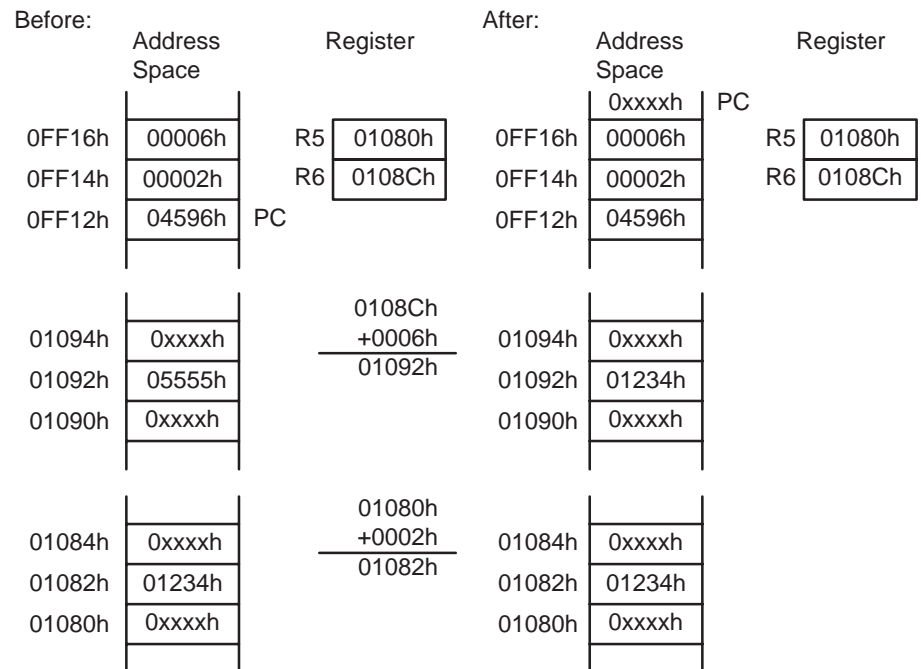 Before:
Address Space
Register
0FF16h 00006h
0FF14h 00002h
0FF12h 04596h PC
R5 01080h
R6 0108Ch
01094h 0xxxxh
01092h 05555h
01090h 0xxxxh
0108Ch
+0006h
01092h
01084h 0xxxxh
01082h 01234h
01080h 0xxxxh
01080h
+0002h
01082h
After:
Address Space
Register
0xxxxh PC
0FF16h 00006h
0FF14h 00002h
0FF12h 04596h
R5 01080h
R6 0108Ch
01094h 0xxxxh
01092h 01234h
01090h 0xxxxh
01084h 0xxxxh
01082h 01234h
01080h 0xxxxh